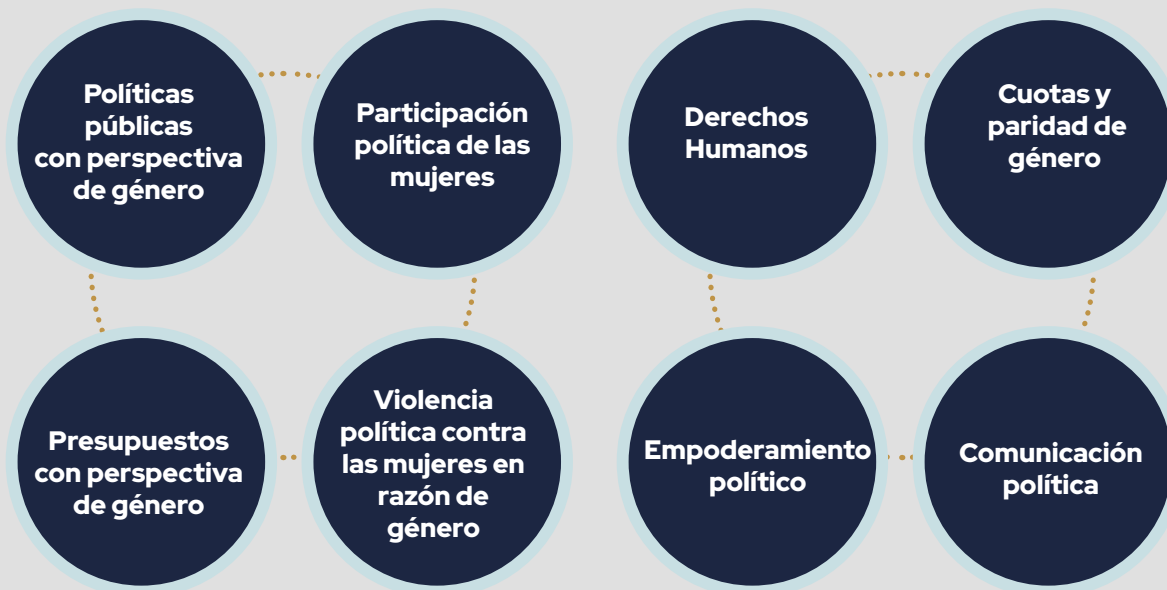 Políticas
públicas
con perspectiva
de género
Participación
política de las
mujeres
Derechos
Humanos
Cuotas y
paridad de
género
Presupuestos
con perspectiva
de género
Violencia
política contra
las mujeres en
razón de
género
Empoderamiento
político
Comunicación
política